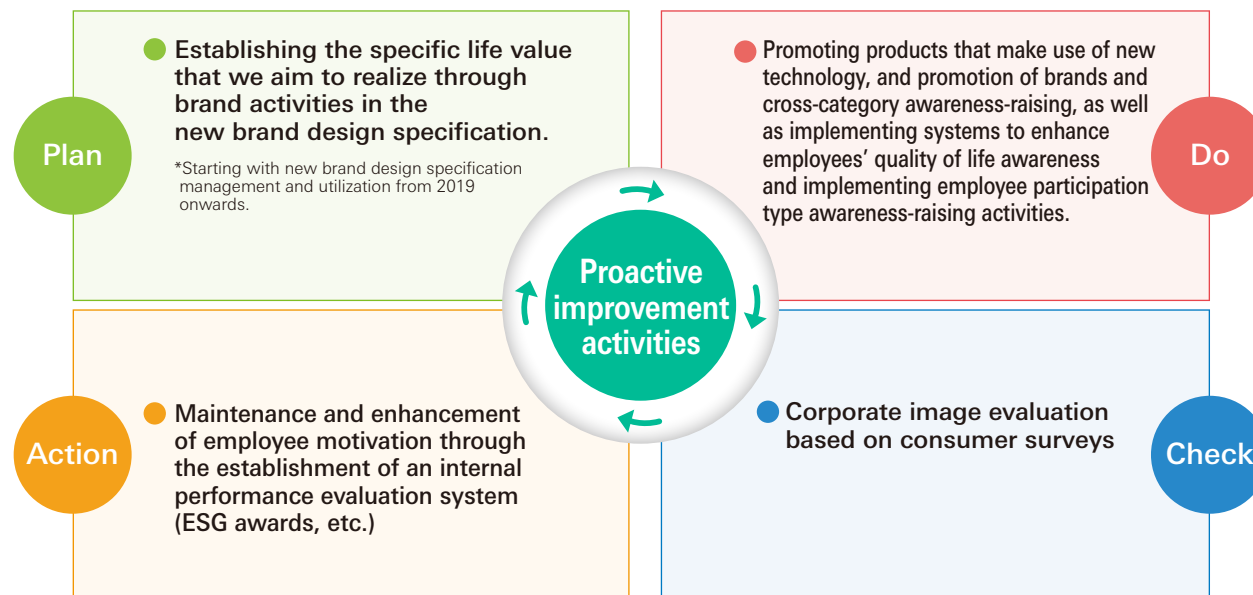 Plan
Establishing the specific life value
that we aim to realize through
brand activities in the
new brand design specification.
*Starting with new brand design specification
management and utilization from 2019
onwards.
Do
Promoting products that make use of new
technology, and promotion of brands and
cross-category awareness-raising, as well
as implementing systems to enhance
employees’ quality of life awareness
and implementing employee participation
type awareness-raising activities.
Proactive
improvement
activities
Action
Maintenance and enhancement
of employee motivation through
the establishment of an internal
performance evaluation system
(ESG awards, etc.)
Corporate image evaluation
based on consumer surveys
Check